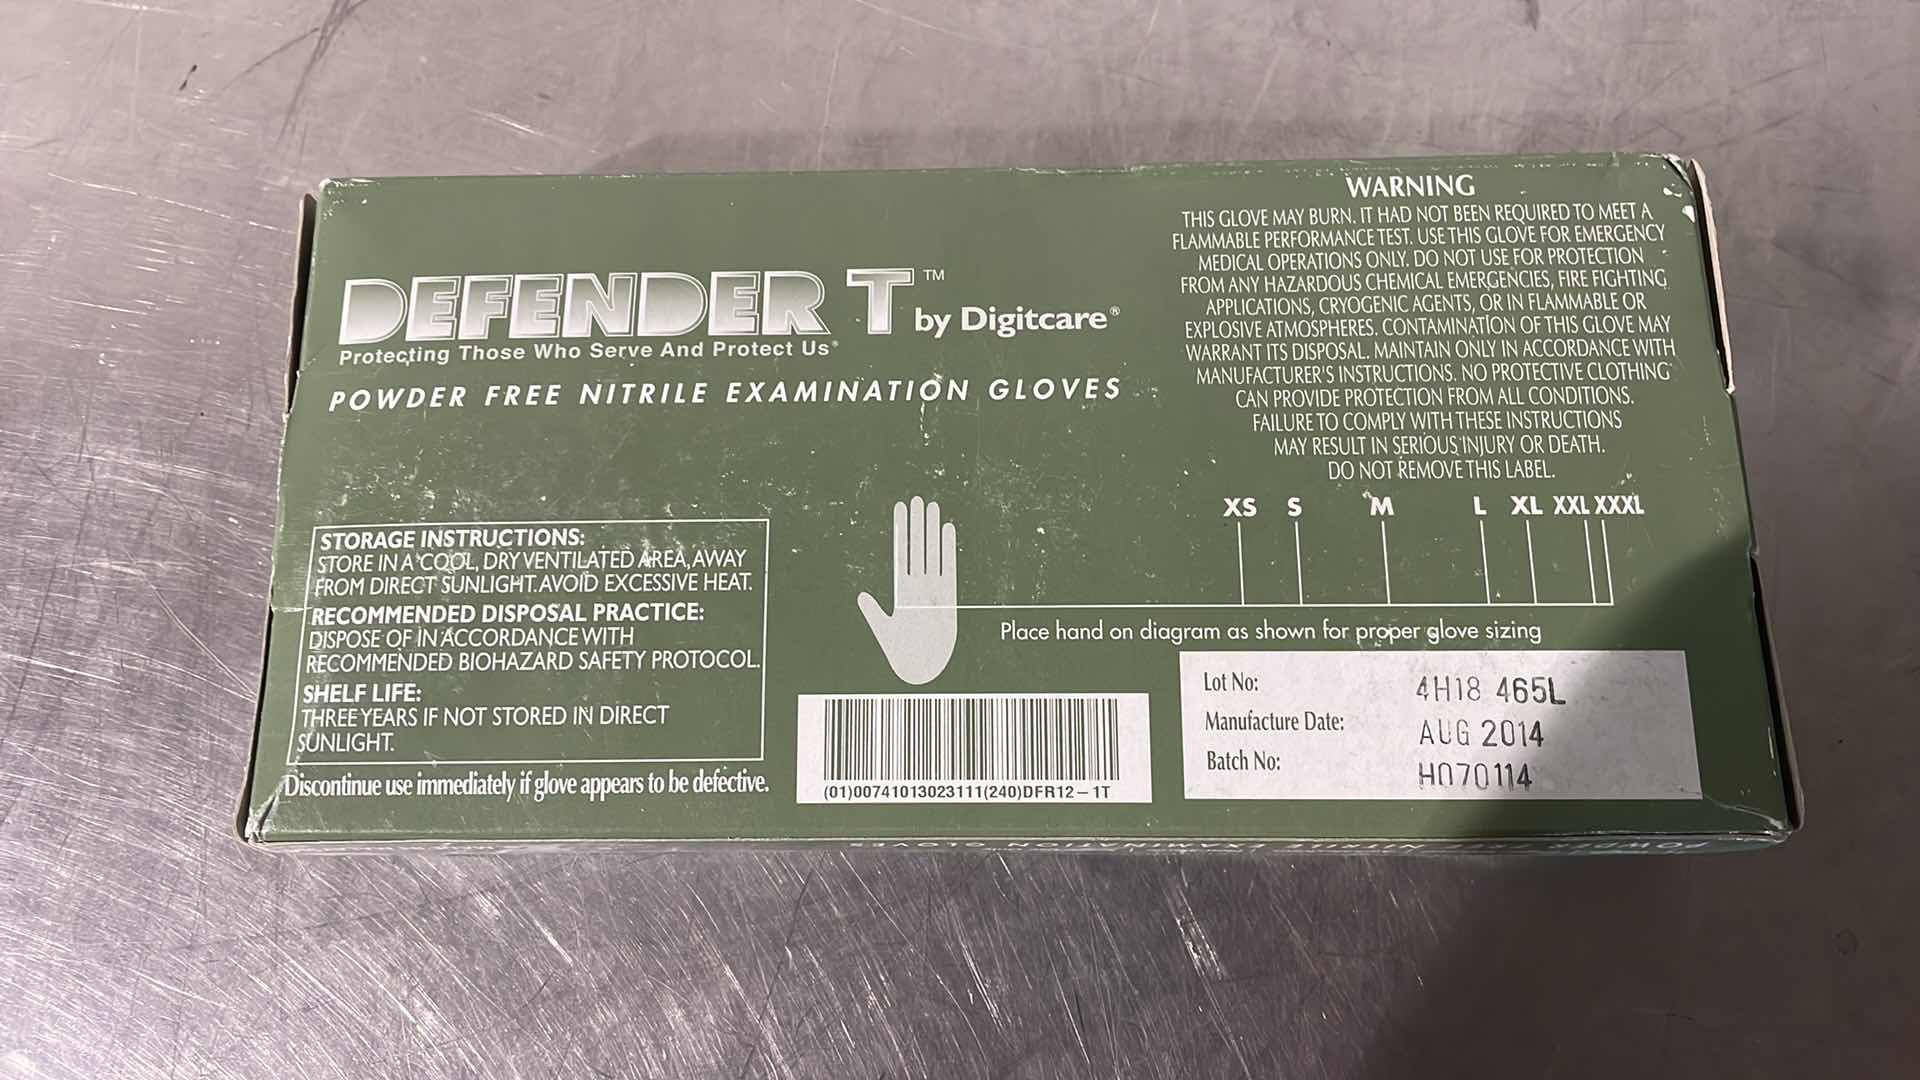 DEFENDER T™ by Digitcare®
Protecting Those Who Serve And Protect Us®
POWDER FREE NITRILE EXAMINATION GLOVES
WARNING
THIS GLOVE MAY BURN. IT HAD NOT BEEN REQUIRED TO MEET A
FLAMMABLE PERFORMANCE TEST. USE THIS GLOVE FOR EMERGENCY
MEDICAL OPERATIONS ONLY. DO NOT USE FOR PROTECTION
FROM ANY HAZARDOUS CHEMICAL EMERGENCIES, FIRE FIGHTING
APPLICATIONS, CRYOGENIC AGENTS, OR IN FLAMMABLE OR
EXPLOSIVE ATMOSPHERES. CONTAMINATION OF THIS GLOVE MAY
WARRANT ITS DISPOSAL. MAINTAIN ONLY IN ACCORDANCE WITH
MANUFACTURER'S INSTRUCTIONS. NO PROTECTIVE CLOTHING
CAN PROVIDE PROTECTION FROM ALL CONDITIONS.
FAILURE TO COMPLY WITH THESE INSTRUCTIONS
MAY RESULT IN SERIOUS INJURY OR DEATH.
DO NOT REMOVE THIS LABEL.
XS S M L XL XXL XXXL
Place hand on diagram as shown for proper glove sizing
STORAGE INSTRUCTIONS:
STORE IN A COOL, DRY VENTILATED AREA, AWAY
FROM DIRECT SUNLIGHT. AVOID EXCESSIVE HEAT.
RECOMMENDED DISPOSAL PRACTICE:
DISPOSE OF IN ACCORDANCE WITH
RECOMMENDED BIOHAZARD SAFETY PROTOCOL.
SHELF LIFE:
THREE YEARS IF NOT STORED IN DIRECT
SUNLIGHT.
Discontinue use immediately if glove appears to be defective.
(01)00741013023111(240)DFR12-1T
Lot No: 4H18 465L
Manufacture Date: AUG 2014
Batch No: H070114
POWDER FREE NITRILE EXAMINATION GLOVES